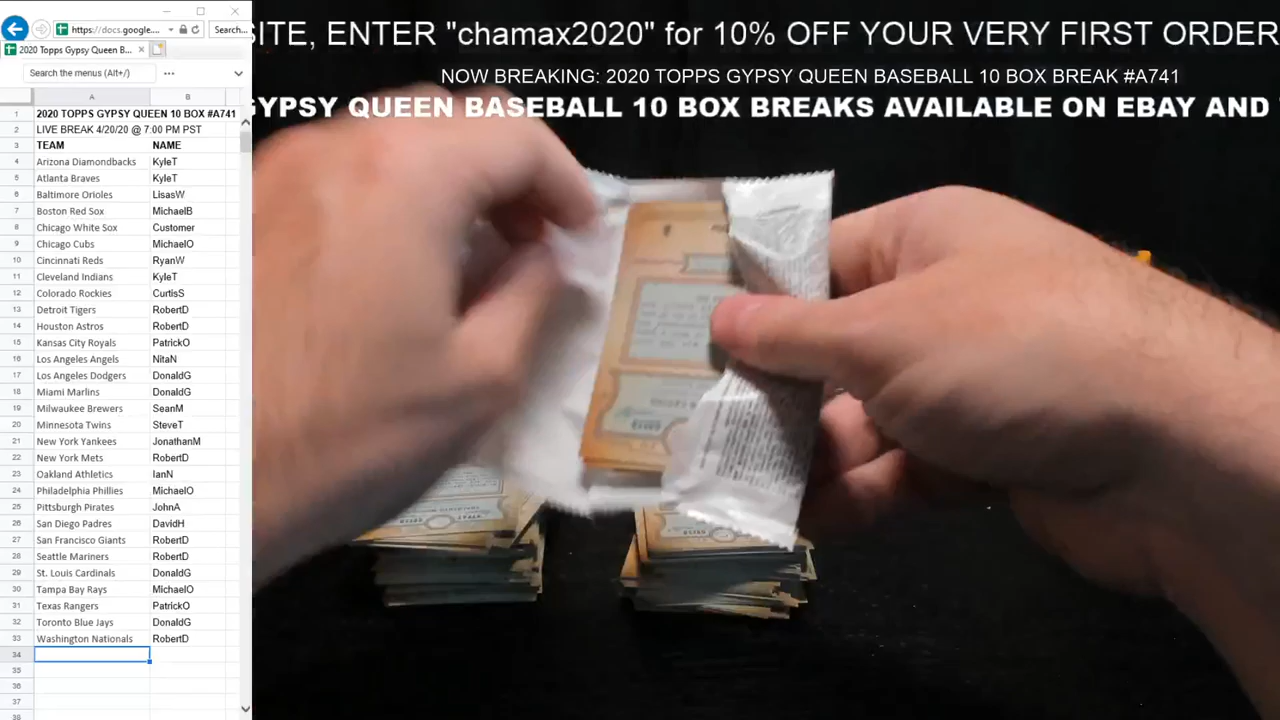 SITE, ENTER "chamax2020" for 10% OFF YOUR VERY FIRST ORDER
NOW BREAKING: 2020 TOPPS GYPSY QUEEN BASEBALL 10 BOX BREAK #A741
GYPSY QUEEN BASEBALL 10 BOX BREAKS AVAILABLE ON EBAY AND
https://docs.google....
Search...
2020 Topps Gypsy Queen B...
Search the menus (Alt+/)
A B
1 2020 TOPPS GYPSY QUEEN 10 BOX #A741
2 LIVE BREAK 4/20/20 @ 7:00 PM PST
3 TEAM NAME
4 Arizona Diamondbacks KyleT
5 Atlanta Braves KyleT
6 Baltimore Orioles LisasW
7 Boston Red Sox MichaelB
8 Chicago White Sox Customer
9 Chicago Cubs MichaelO
10 Cincinnati Reds RyanW
11 Cleveland Indians KyleT
12 Colorado Rockies CurtisS
13 Detroit Tigers RobertD
14 Houston Astros RobertD
15 Kansas City Royals PatrickO
16 Los Angeles Angels NitaN
17 Los Angeles Dodgers DonaldG
18 Miami Marlins DonaldG
19 Milwaukee Brewers SeanM
20 Minnesota Twins SteveT
21 New York Yankees JonathanM
22 New York Mets RobertD
23 Oakland Athletics IanN
24 Philadelphia Phillies MichaelO
25 Pittsburgh Pirates JohnA
26 San Diego Padres DavidH
27 San Francisco Giants RobertD
28 Seattle Mariners RobertD
29 St. Louis Cardinals DonaldG
30 Tampa Bay Rays MichaelO
31 Texas Rangers PatrickO
32 Toronto Blue Jays DonaldG
33 Washington Nationals RobertD
34
35
36
37
38